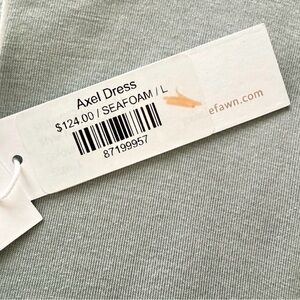 Axel Dress
$124.00 / SEAFOAM / L
87199957
efawn.com